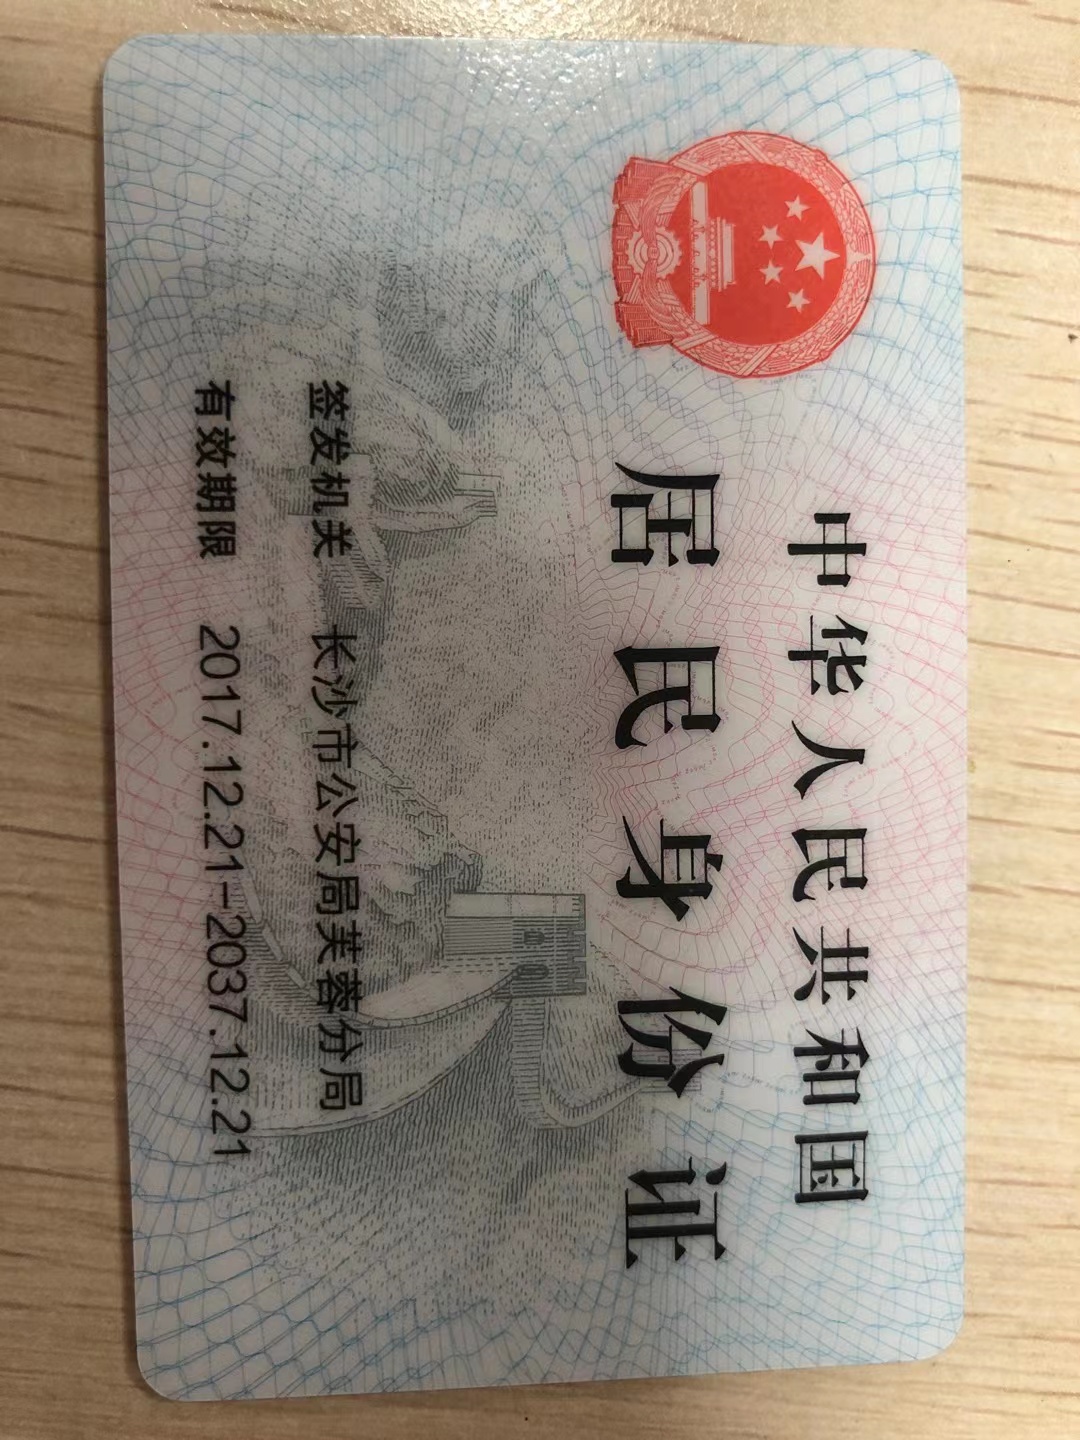 中华人民共和国
居民身份证
签发机关 长沙市公安局芙蓉分局
有效期限 2017.12.21-2037.12.21